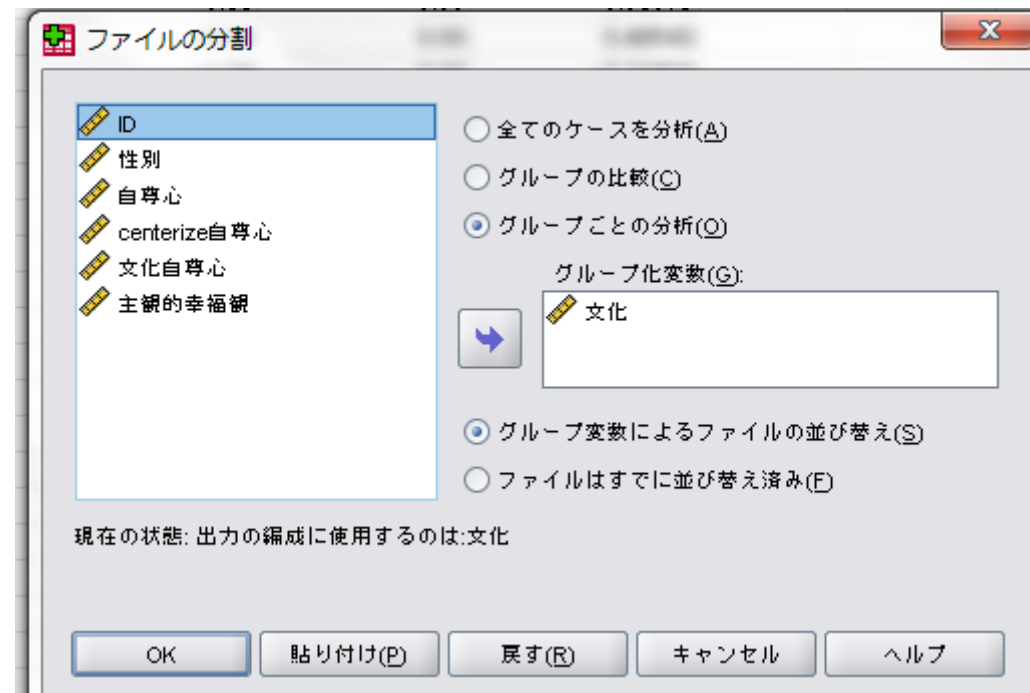 ファイルの分割
ID
性別
自尊心
centerize自尊心
文化自尊心
主観的幸福観
全てのケースを分析(A)
グループの比較(C)
グループごとの分析(O)
グループ化変数(G):
文化
グループ変数によるファイルの並び替え(S)
ファイルはすでに並び替え済み(F)
現在の状態: 出力の編成に使用するのは:文化
OK
貼り付け(P)
戻す(R)
キャンセル
ヘルプ